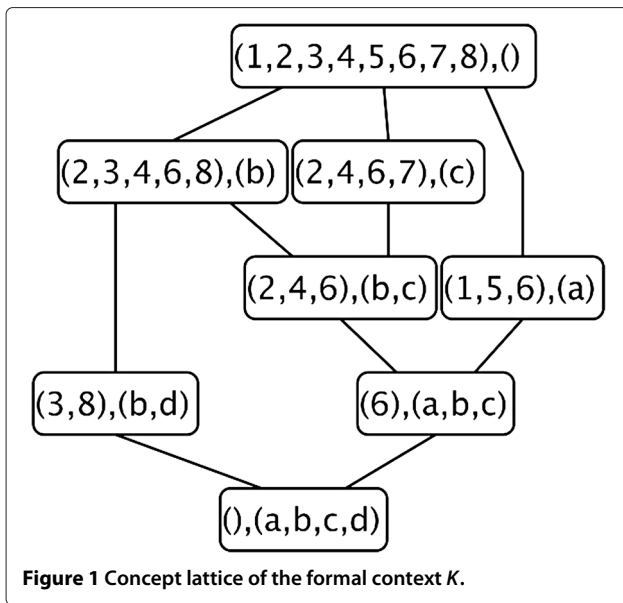 (1,2,3,4,5,6,7,8),()
(2,3,4,6,8),(b)
(2,4,6,7),(c)
(2,4,6),(b,c)
(1,5,6),(a)
(3,8),(b,d)
(6),(a,b,c)
(),(a,b,c,d)
Figure 1 Concept lattice of the formal context K.